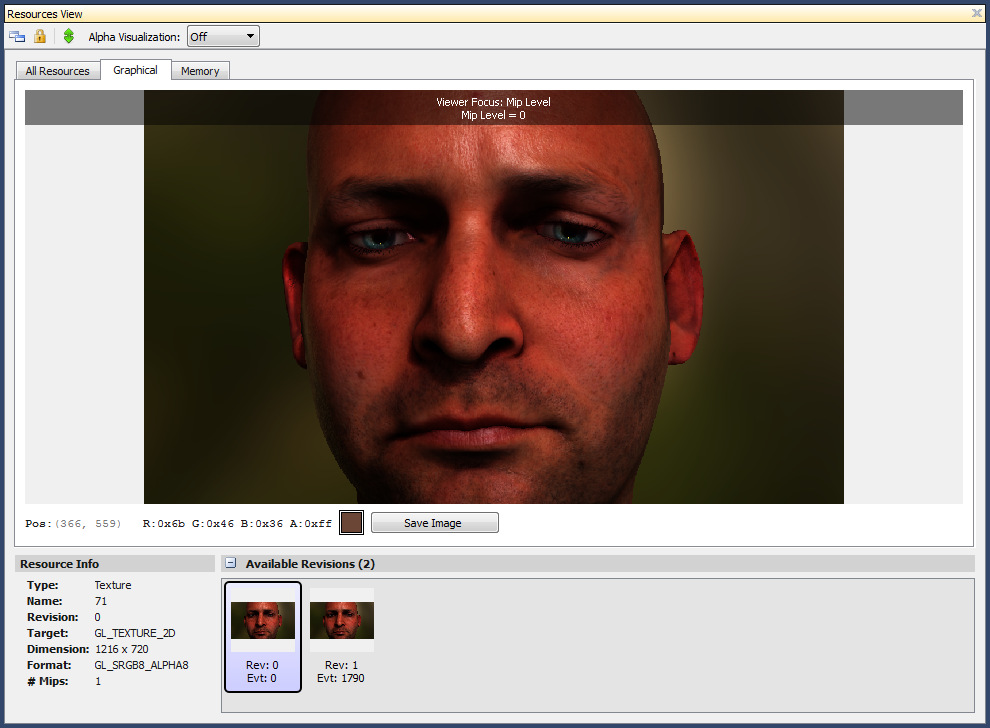 Resources View
Alpha Visualization: Off
All Resources Graphical Memory
Viewer Focus: Mip Level
Mip Level = 0
Pos:(366, 559) R:0x6b G:0x46 B:0x36 A:0xff Save Image
Resource Info
Type: Texture
Name: 71
Revision: 0
Target: GL_TEXTURE_2D
Dimension: 1216 x 720
Format: GL_SRGB8_ALPHA8
# Mips: 1
Available Revisions (2)
Rev: 0 Rev: 1
Evt: 0 Evt: 1790